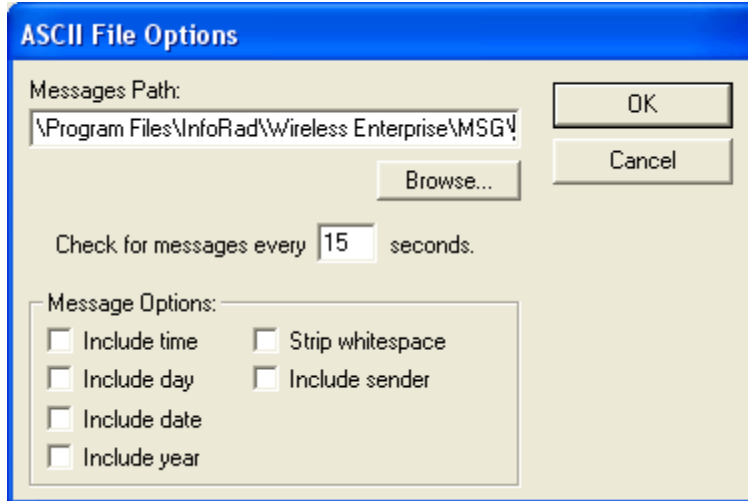 ASCII File Options
Messages Path:
\Program Files\InfoRad\Wireless Enterprise\MSG\
OK
Browse...
Cancel
Check for messages every 15 seconds.
Message Options:
Include time
Strip whitespace
Include day
Include sender
Include date
Include year